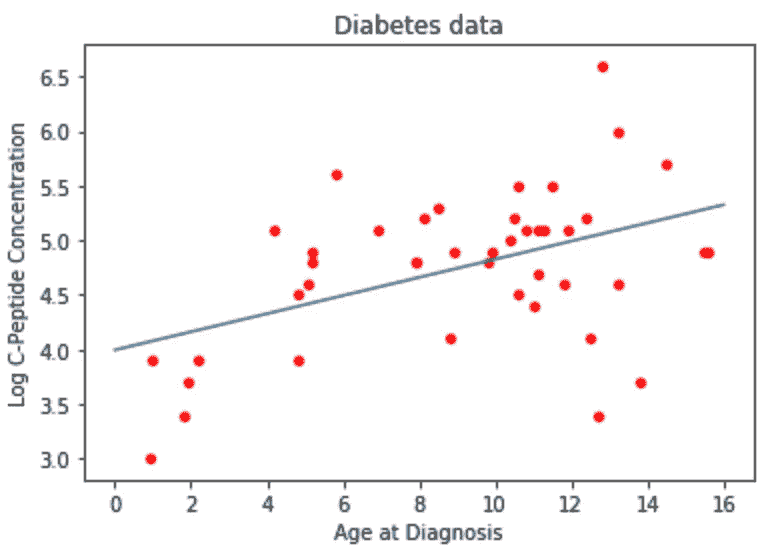 Diabetes data
Log C-Peptide Concentration
6.5
6.0
5.5
5.0
4.5
4.0
3.5
3.0
0 2 4 6 8 10 12 14 16
Age at Diagnosis